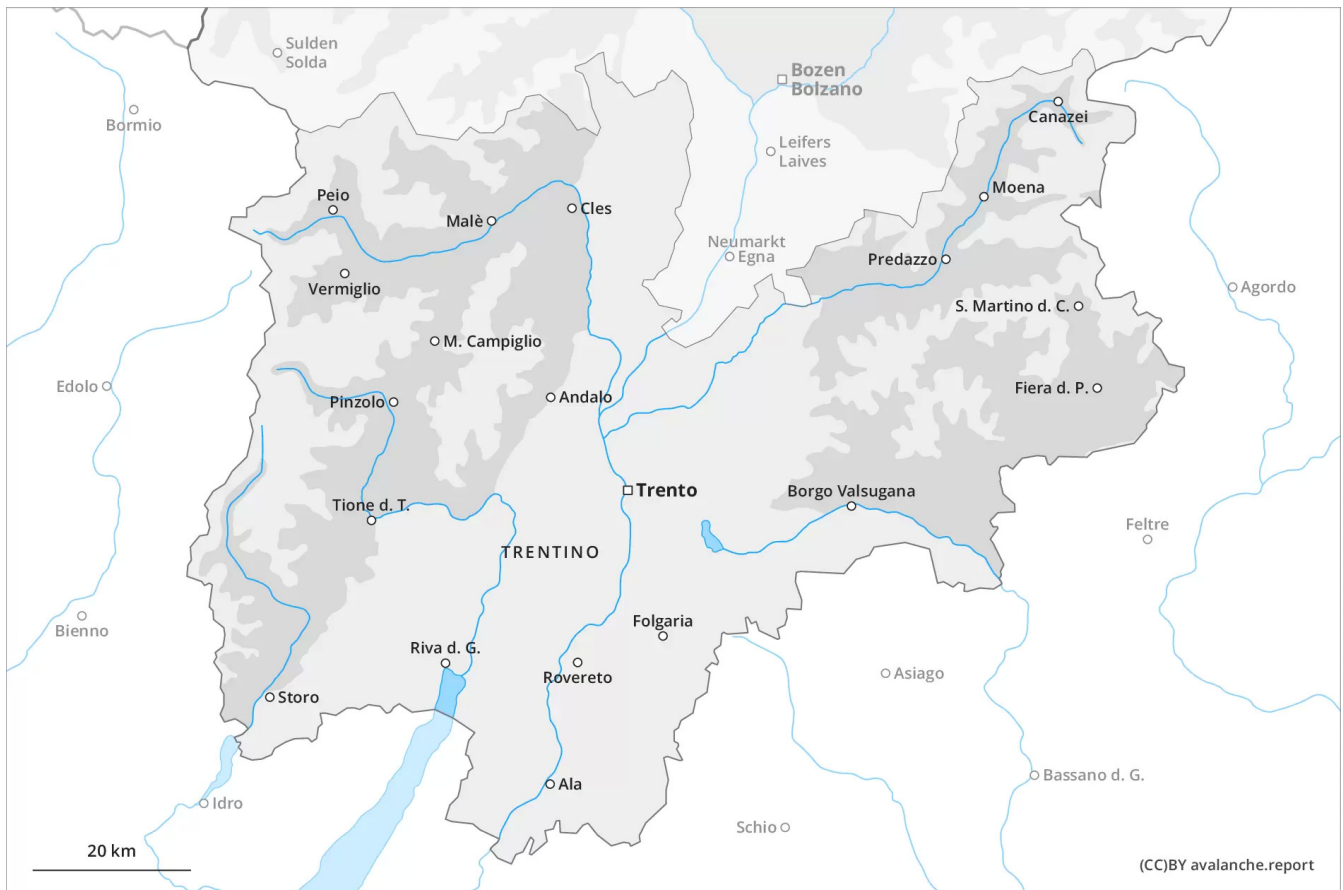 Sulden
Solda
Bozen
Bolzano
Bormio
Canazei
Leifers
Laives
Moena
Peio
Malè
Cles
Neumarkt
Egna
Predazzo
Vermiglio
Agordo
S. Martino d. C.
M. Campiglio
Edolo
Fiera d. P.
Pinzolo
Andalo
Trento
Borgo Valsugana
Tione d. T.
Feltre
TRENTINO
Bienno
Folgaria
Riva d. G.
Rovereto
Asiago
Storo
Bassano d. G.
Ala
Idro
Schio
20 km
(CC)BY avalanche.report